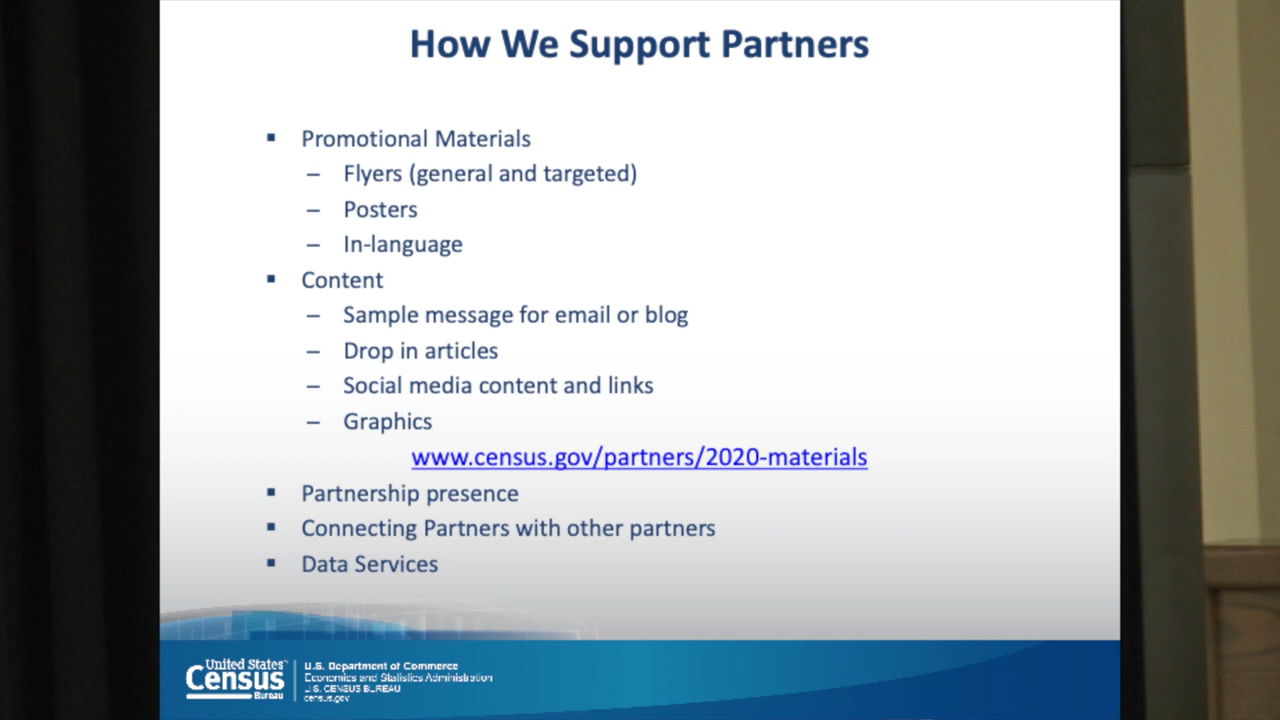 How We Support Partners
▪ Promotional Materials
– Flyers (general and targeted)
– Posters
– In-language
▪ Content
– Sample message for email or blog
– Drop in articles
– Social media content and links
– Graphics
www.census.gov/partners/2020-materials
▪ Partnership presence
▪ Connecting Partners with other partners
▪ Data Services
United States
Census
Bureau
U.S. Department of Commerce
Economics and Statistics Administration
U.S. CENSUS BUREAU
census.gov